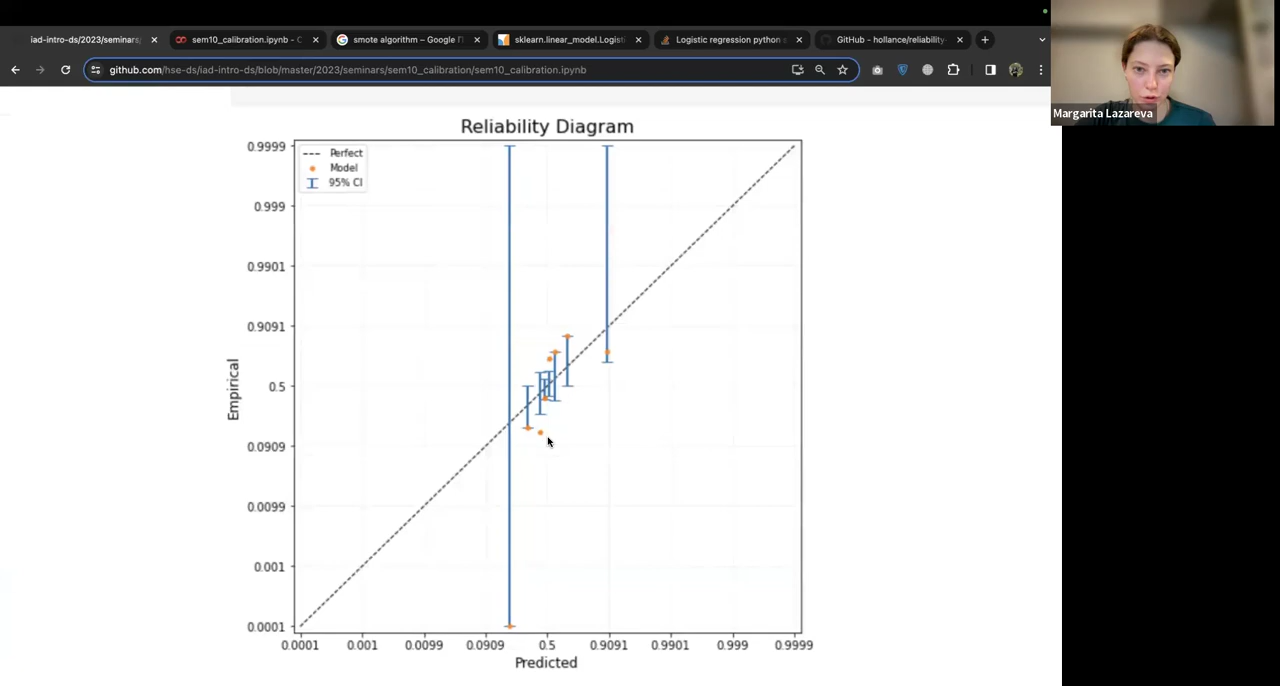 iad-intro-ds/2023/seminars
sem10_calibration.ipynb - C
smote algorithm – Google П
sklearn.linear_model.Logisti
Logistic regression python s
GitHub - hollance/reliability-
github.com/hse-ds/iad-intro-ds/blob/master/2023/seminars/sem10_calibration/sem10_calibration.ipynb
Margarita Lazareva
Reliability Diagram
Perfect
Model
95% CI
0.9999
0.999
0.9901
0.9091
0.5
0.0909
0.0099
0.001
0.0001
Empirical
0.0001 0.001 0.0099 0.0909 0.5 0.9091 0.9901 0.999 0.9999
Predicted